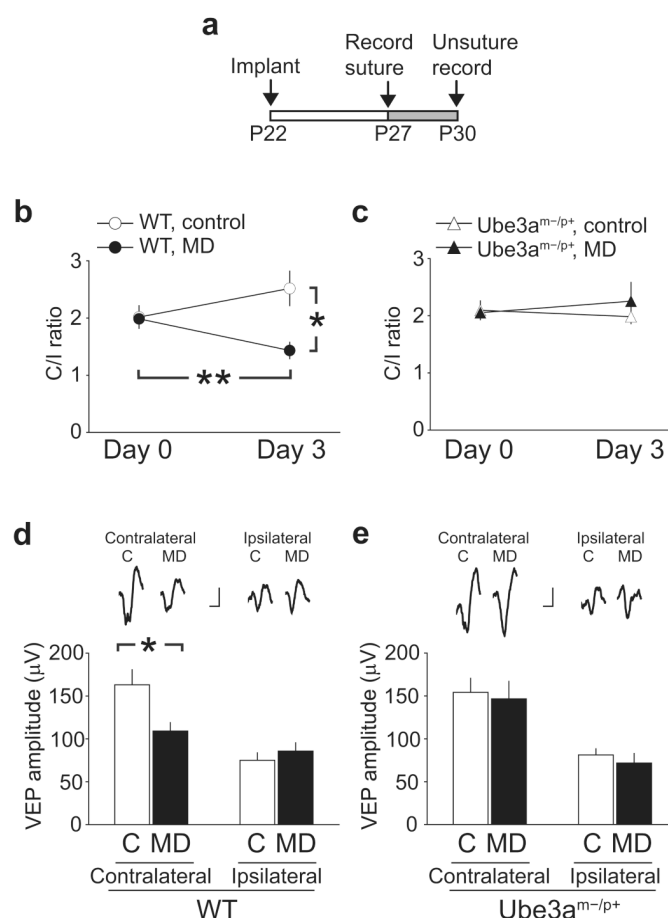 a
Implant
Record suture
Unsuture record
P22 P27 P30
b
WT, control
WT, MD
C/I ratio
3
2
1
0
*
**
Day 0 Day 3
c
Ube3aᵐ⁻/ᵖ⁺, control
Ube3aᵐ⁻/ᵖ⁺, MD
C/I ratio
3
2
1
0
Day 0 Day 3
d
Contralateral Ipsilateral
C MD C MD
*
VEP amplitude (μV)
200
150
100
50
0
C MD C MD
Contralateral Ipsilateral
WT
e
Contralateral Ipsilateral
C MD C MD
VEP amplitude (μV)
200
150
100
50
0
C MD C MD
Contralateral Ipsilateral
Ube3aᵐ⁻/ᵖ⁺